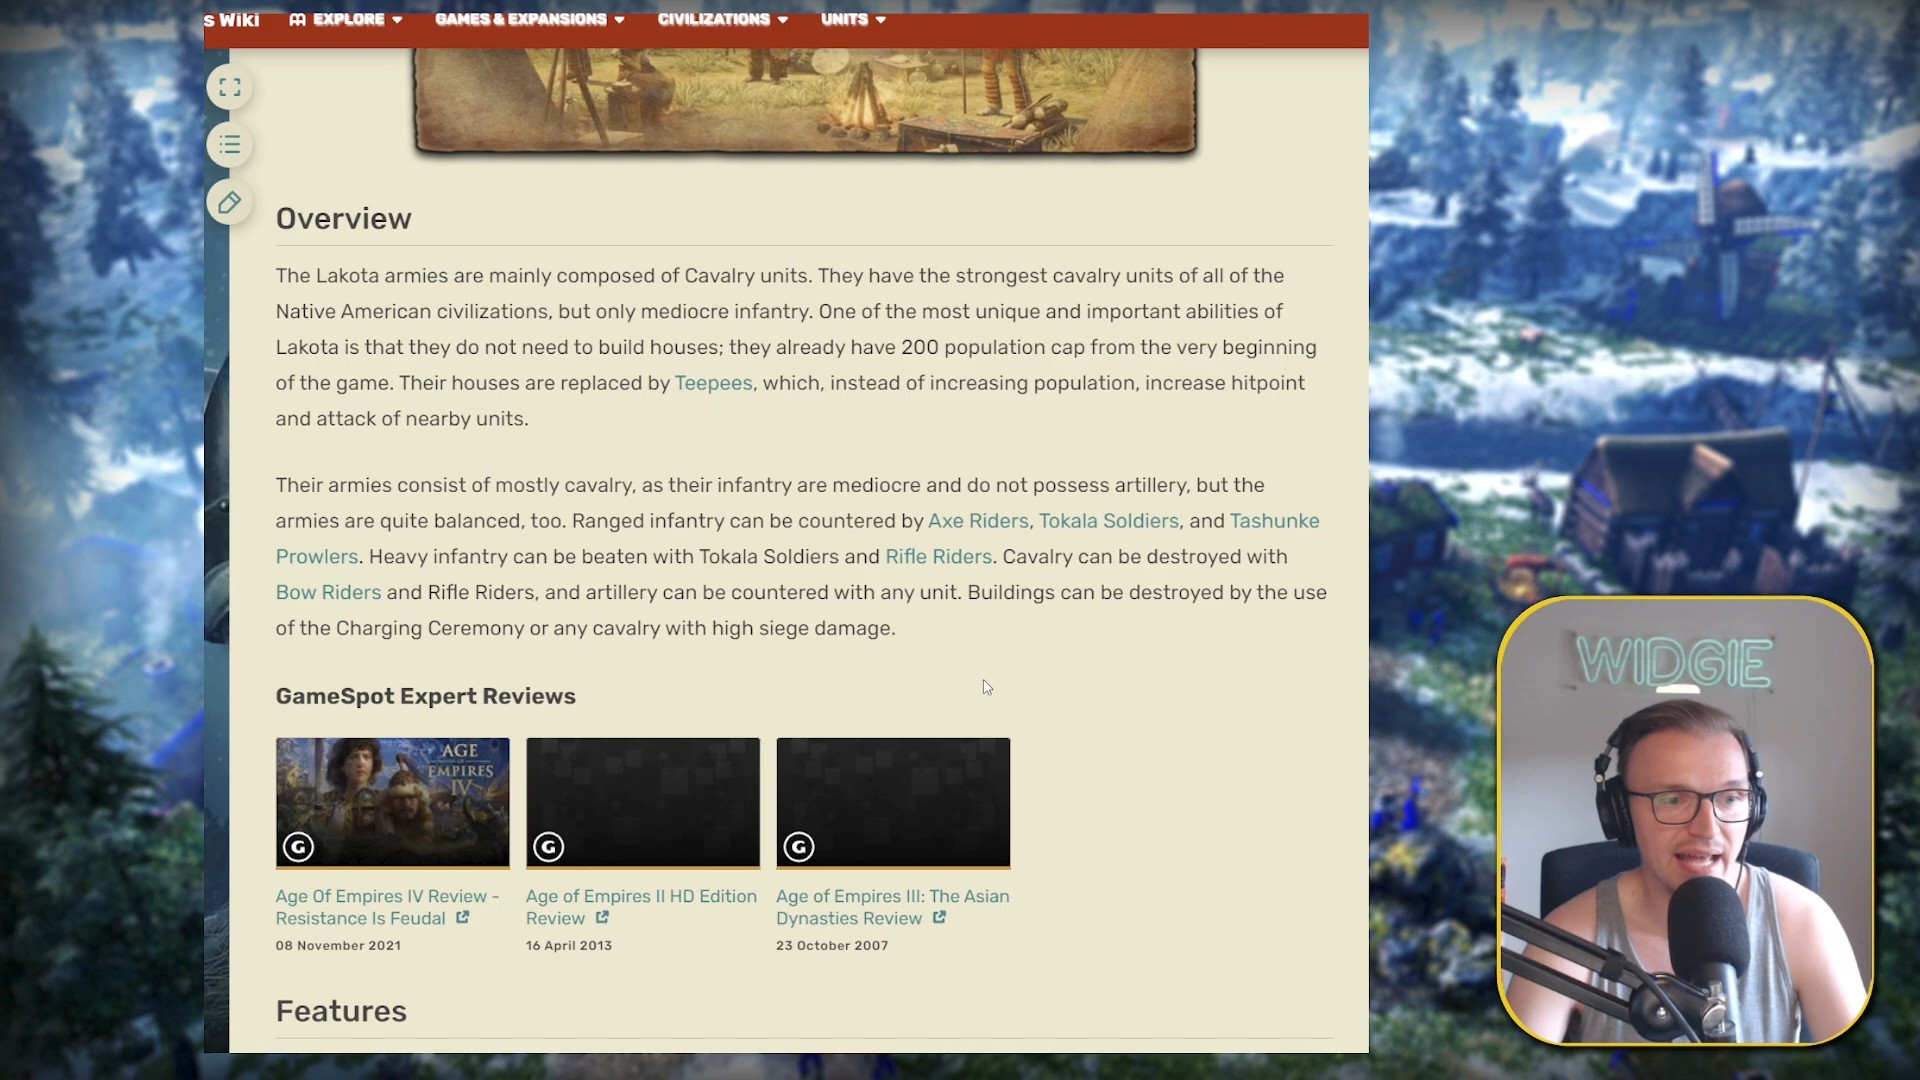 s Wiki EXPLORE GAMES & EXPANSIONS CIVILIZATIONS UNITS
Overview
The Lakota armies are mainly composed of Cavalry units. They have the strongest cavalry units of all of the
Native American civilizations, but only mediocre infantry. One of the most unique and important abilities of
Lakota is that they do not need to build houses; they already have 200 population cap from the very beginning
of the game. Their houses are replaced by Teepees, which, instead of increasing population, increase hitpoint
and attack of nearby units.
Their armies consist of mostly cavalry, as their infantry are mediocre and do not possess artillery, but the
armies are quite balanced, too. Ranged infantry can be countered by Axe Riders, Tokala Soldiers, and Tashunke
Prowlers. Heavy infantry can be beaten with Tokala Soldiers and Rifle Riders. Cavalry can be destroyed with
Bow Riders and Rifle Riders, and artillery can be countered with any unit. Buildings can be destroyed by the use
of the Charging Ceremony or any cavalry with high siege damage.
GameSpot Expert Reviews
AGE
OF
EMPIRES
IV
G
G
G
Age Of Empires IV Review -
Resistance Is Feudal
08 November 2021
Age of Empires II HD Edition
Review
16 April 2013
Age of Empires III: The Asian
Dynasties Review
23 October 2007
Features
WIDGIE